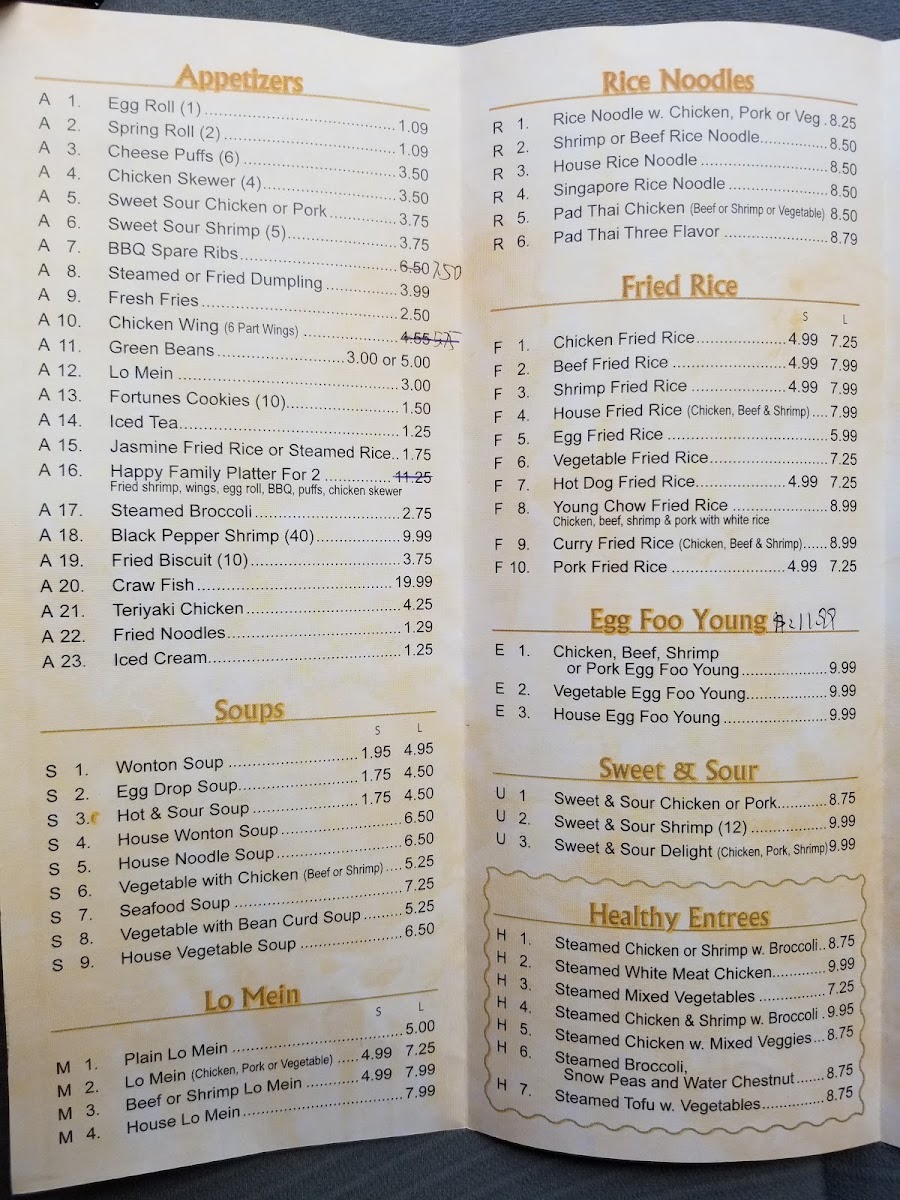 Appetizers
A 1. Egg Roll (1) 1.09
A 2. Spring Roll (2) 1.09
A 3. Cheese Puffs (6) 3.50
A 4. Chicken Skewer (4) 3.50
A 5. Sweet Sour Chicken or Pork 3.75
A 6. Sweet Sour Shrimp (5) 3.75
A 7. BBQ Spare Ribs 6.50 7.50
A 8. Steamed or Fried Dumpling 3.99
A 9. Fresh Fries 2.50
A 10. Chicken Wing (6 Part Wings) 4.55
A 11. Green Beans 3.00 or 5.00
A 12. Lo Mein 3.00
A 13. Fortunes Cookies (10) 1.50
A 14. Iced Tea 1.25
A 15. Jasmine Fried Rice or Steamed Rice 1.75
A 16. Happy Family Platter For 2 11.25
Fried shrimp, wings, egg roll, BBQ, puffs, chicken skewer
A 17. Steamed Broccoli 2.75
A 18. Black Pepper Shrimp (40) 9.99
A 19. Fried Biscuit (10) 3.75
A 20. Craw Fish 19.99
A 21. Teriyaki Chicken 4.25
A 22. Fried Noodles 1.29
A 23. Iced Cream 1.25
Soups
S L
S 1. Wonton Soup 1.95 4.95
S 2. Egg Drop Soup 1.75 4.50
S 3. Hot & Sour Soup 1.75 4.50
S 4. House Wonton Soup 6.50
S 5. House Noodle Soup 6.50
S 6. Vegetable with Chicken (Beef or Shrimp) 5.25
S 7. Seafood Soup 7.25
S 8. Vegetable with Bean Curd Soup 5.25
S 9. House Vegetable Soup 6.50
Lo Mein
S L
M 1. Plain Lo Mein 5.00
M 2. Lo Mein (Chicken, Pork or Vegetable) 4.99 7.25
M 3. Beef or Shrimp Lo Mein 4.99 7.99
M 4. House Lo Mein 7.99
Rice Noodles
R 1. Rice Noodle w. Chicken, Pork or Veg 8.25
R 2. Shrimp or Beef Rice Noodle 8.50
R 3. House Rice Noodle 8.50
R 4. Singapore Rice Noodle 8.50
R 5. Pad Thai Chicken (Beef or Shrimp or Vegetable) 8.50
R 6. Pad Thai Three Flavor 8.79
Fried Rice
S L
F 1. Chicken Fried Rice 4.99 7.25
F 2. Beef Fried Rice 4.99 7.99
F 3. Shrimp Fried Rice 4.99 7.99
F 4. House Fried Rice (Chicken, Beef & Shrimp) 7.99
F 5. Egg Fried Rice 5.99
F 6. Vegetable Fried Rice 7.25
F 7. Hot Dog Fried Rice 4.99 7.25
F 8. Young Chow Fried Rice 8.99
Chicken, beef, shrimp & pork with white rice
F 9. Curry Fried Rice (Chicken, Beef & Shrimp) 8.99
F 10. Pork Fried Rice 4.99 7.25
Egg Foo Young
E 1. Chicken, Beef, Shrimp
or Pork Egg Foo Young 9.99
E 2. Vegetable Egg Foo Young 9.99
E 3. House Egg Foo Young 9.99
Sweet & Sour
U 1 Sweet & Sour Chicken or Pork 8.75
U 2. Sweet & Sour Shrimp (12) 9.99
U 3. Sweet & Sour Delight (Chicken, Pork, Shrimp) 9.99
Healthy Entrees
H 1. Steamed Chicken or Shrimp w. Broccoli 8.75
H 2. Steamed White Meat Chicken 9.99
H 3. Steamed Mixed Vegetables 7.25
H 4. Steamed Chicken & Shrimp w. Broccoli 9.95
H 5. Steamed Chicken w. Mixed Veggies 8.75
H 6. Steamed Broccoli,
Snow Peas and Water Chestnut 8.75
H 7. Steamed Tofu w. Vegetables 8.75